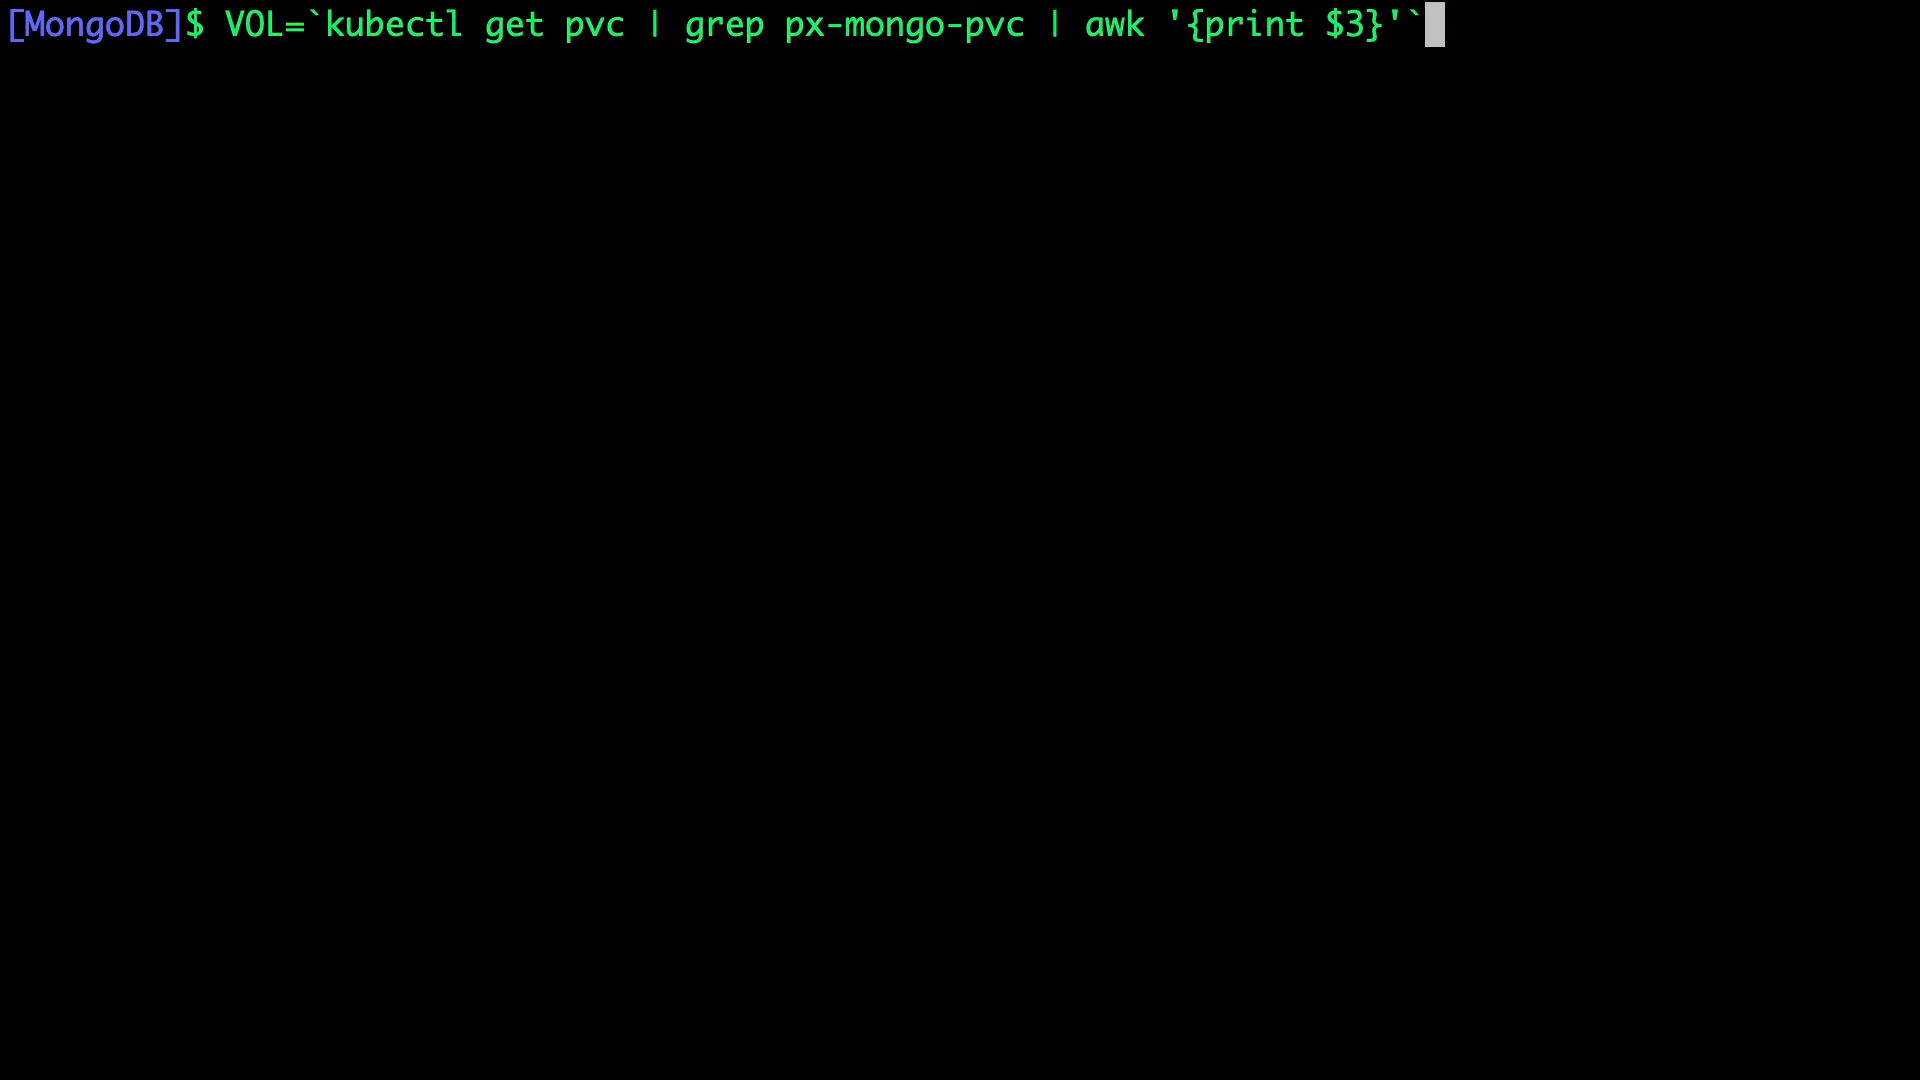 [MongoDB]$ VOL=`kubectl get pvc | grep px-mongo-pvc | awk '{print $3}'`